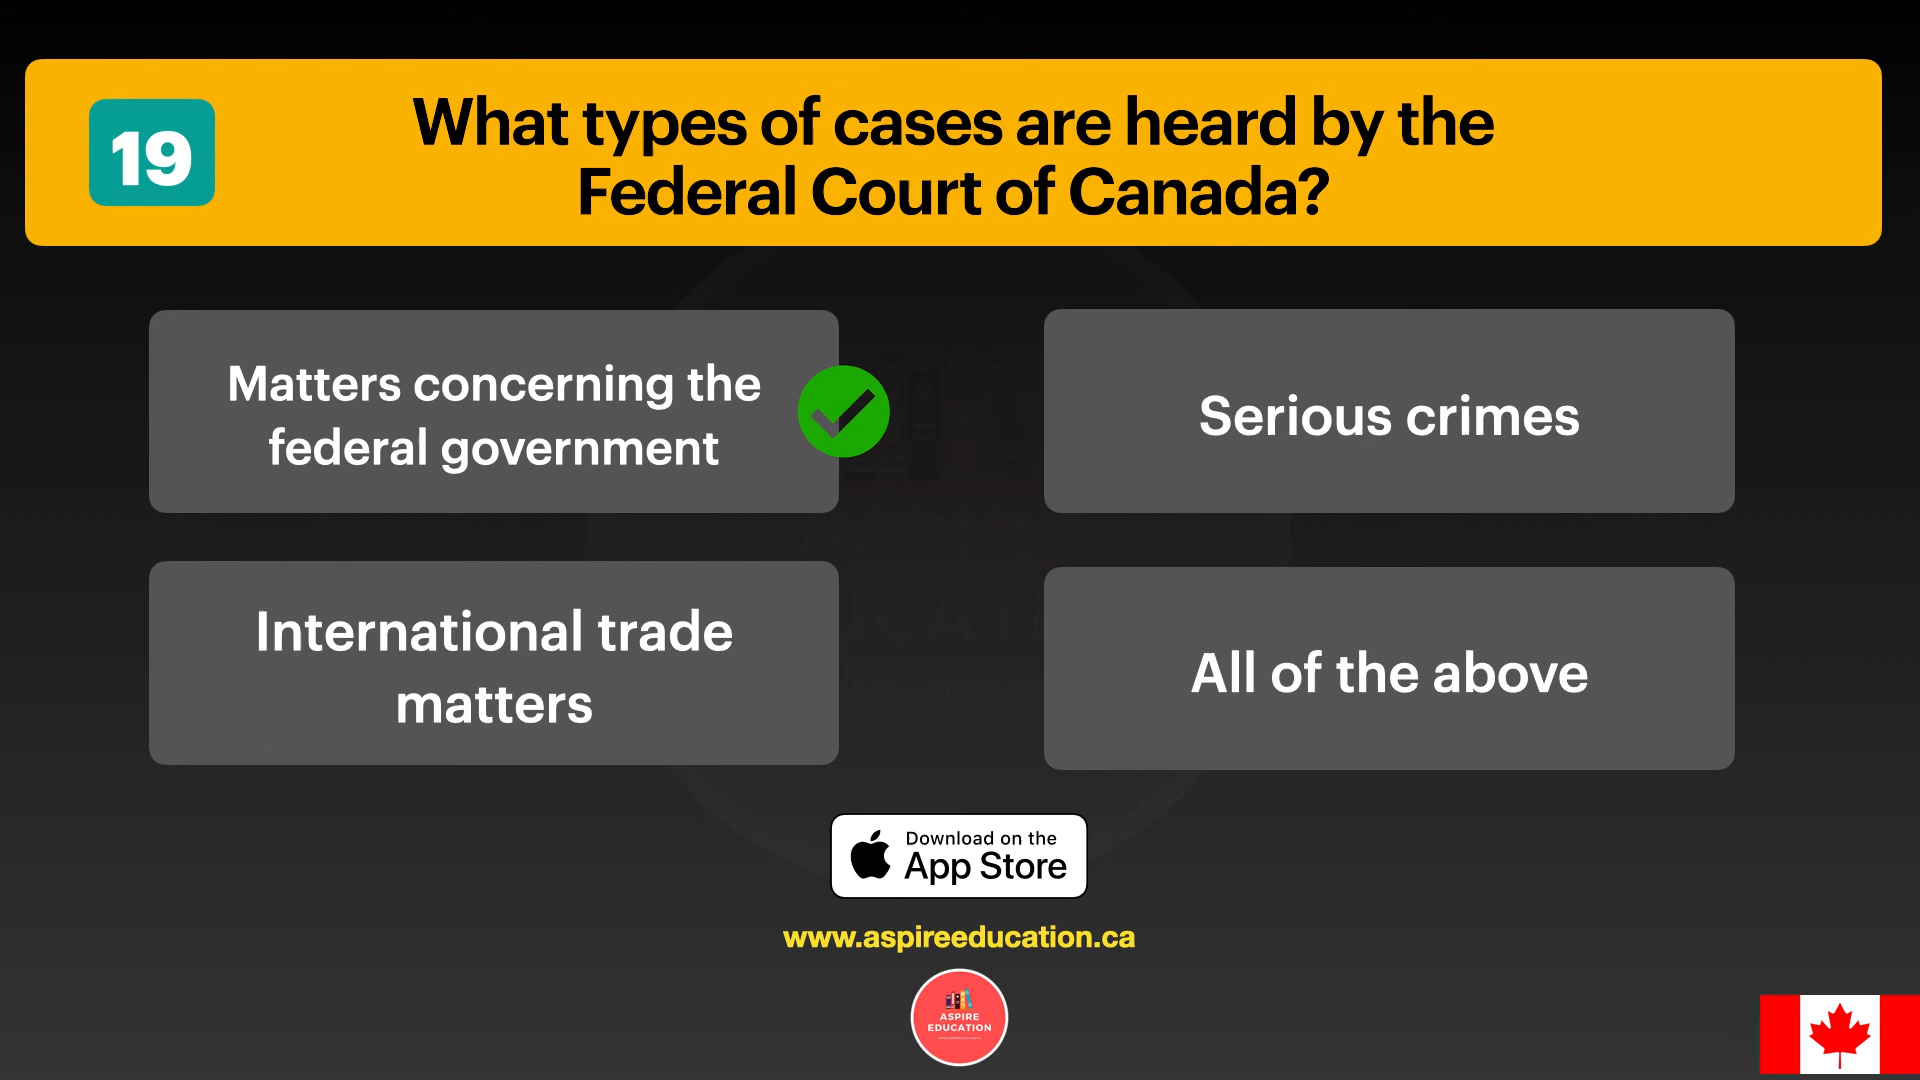 19
What types of cases are heard by the
Federal Court of Canada?
Matters concerning the
federal government
Serious crimes
International trade
matters
All of the above
Download on the
App Store
www.aspireeducation.ca
ASPIRE
EDUCATION